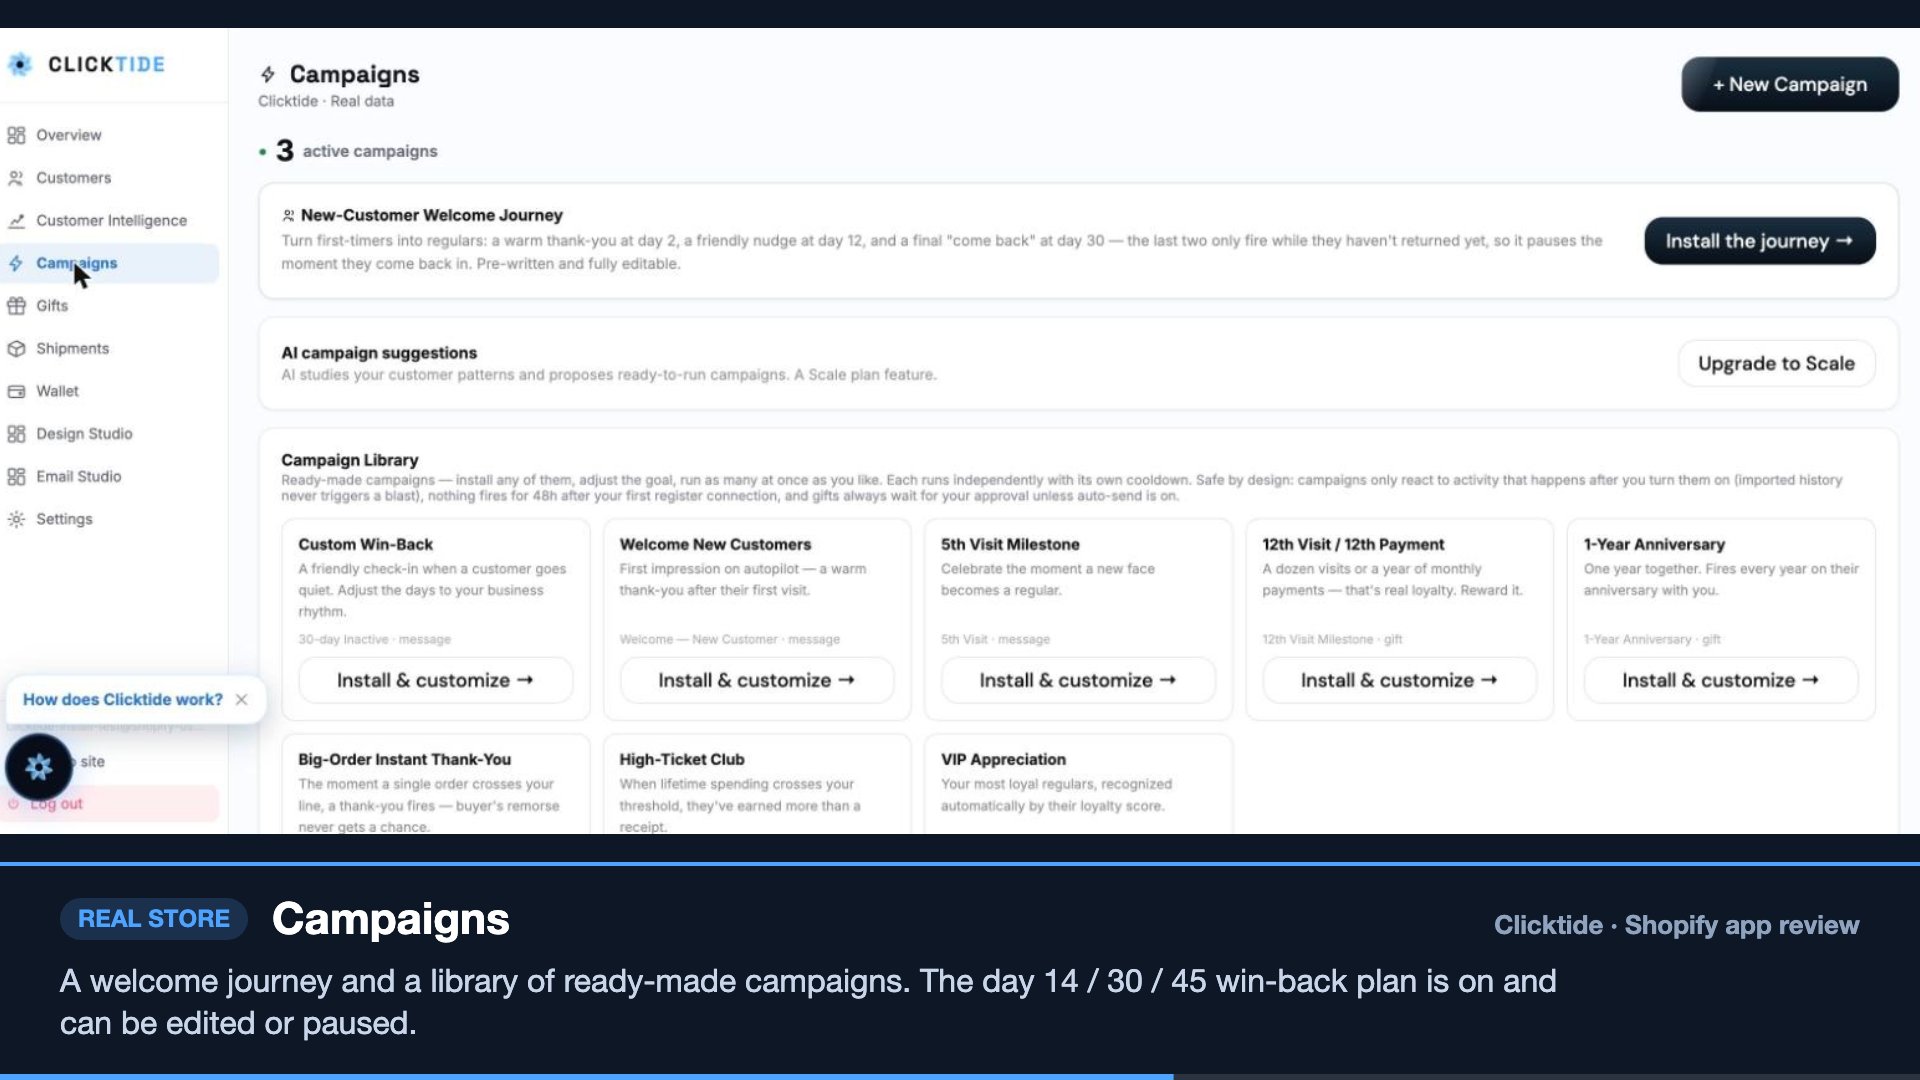 CLICKTIDE
Overview
Customers
Customer Intelligence
Campaigns
Gifts
Shipments
Wallet
Design Studio
Email Studio
Settings
How does Clicktide work?
site
Log out
Campaigns
Clicktide · Real data
+ New Campaign
3 active campaigns
New-Customer Welcome Journey
Turn first-timers into regulars: a warm thank-you at day 2, a friendly nudge at day 12, and a final "come back" at day 30 — the last two only fire while they haven't returned yet, so it pauses the
moment they come back in. Pre-written and fully editable.
Install the journey →
AI campaign suggestions
AI studies your customer patterns and proposes ready-to-run campaigns. A Scale plan feature.
Upgrade to Scale
Campaign Library
Ready-made campaigns — install any of them, adjust the goal, run as many at once as you like. Each runs independently with its own cooldown. Safe by design: campaigns only react to activity that happens after you turn them on (imported history
never triggers a blast), nothing fires for 48h after your first register connection, and gifts always wait for your approval unless auto-send is on.
Custom Win-Back
A friendly check-in when a customer goes
quiet. Adjust the days to your business
rhythm.
30-day Inactive · message
Install & customize →
Welcome New Customers
First impression on autopilot — a warm
thank-you after their first visit.
Welcome — New Customer · message
Install & customize →
5th Visit Milestone
Celebrate the moment a new face
becomes a regular.
5th Visit · message
Install & customize →
12th Visit / 12th Payment
A dozen visits or a year of monthly
payments — that's real loyalty. Reward it.
12th Visit Milestone · gift
Install & customize →
1-Year Anniversary
One year together. Fires every year on their
anniversary with you.
1-Year Anniversary · gift
Install & customize →
Big-Order Instant Thank-You
The moment a single order crosses your
line, a thank-you fires — buyer's remorse
never gets a chance.
High-Ticket Club
When lifetime spending crosses your
threshold, they've earned more than a
receipt.
VIP Appreciation
Your most loyal regulars, recognized
automatically by their loyalty score.
REAL STORE
Campaigns
Clicktide · Shopify app review
A welcome journey and a library of ready-made campaigns. The day 14 / 30 / 45 win-back plan is on and
can be edited or paused.